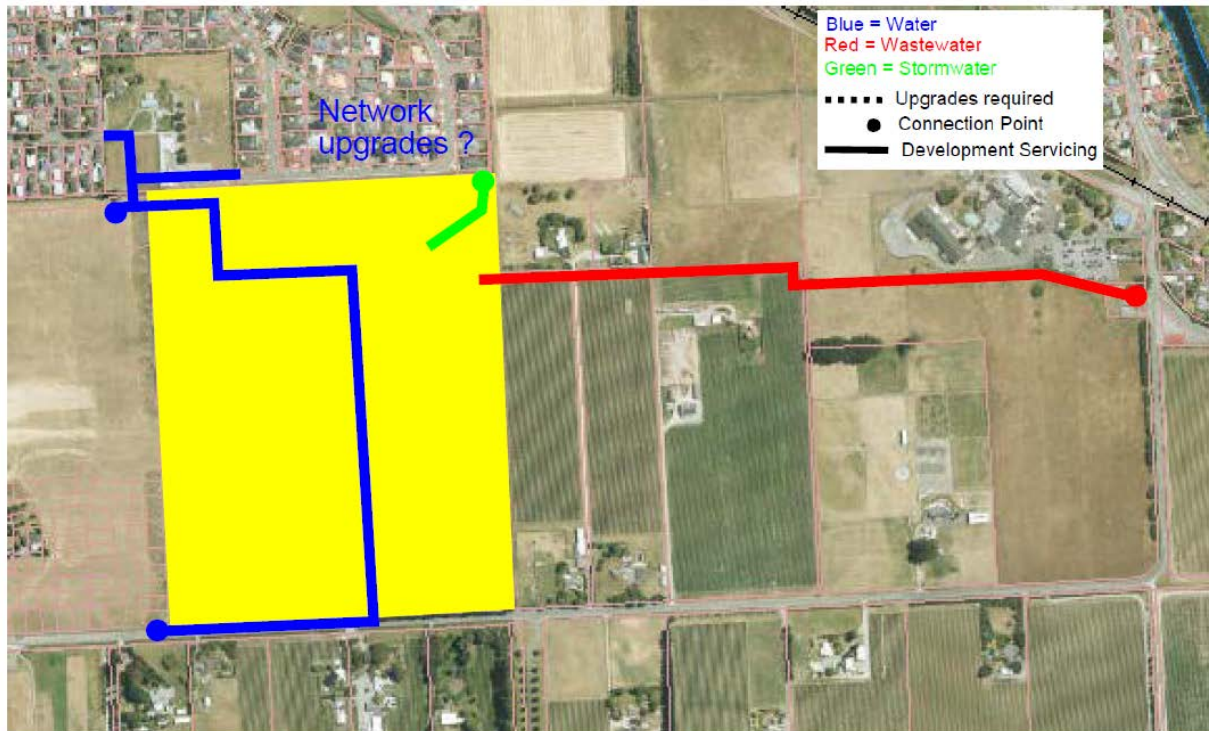 Blue = Water
Red = Wastewater
Green = Stormwater
Upgrades required
Connection Point
Development Servicing
Network
upgrades ?